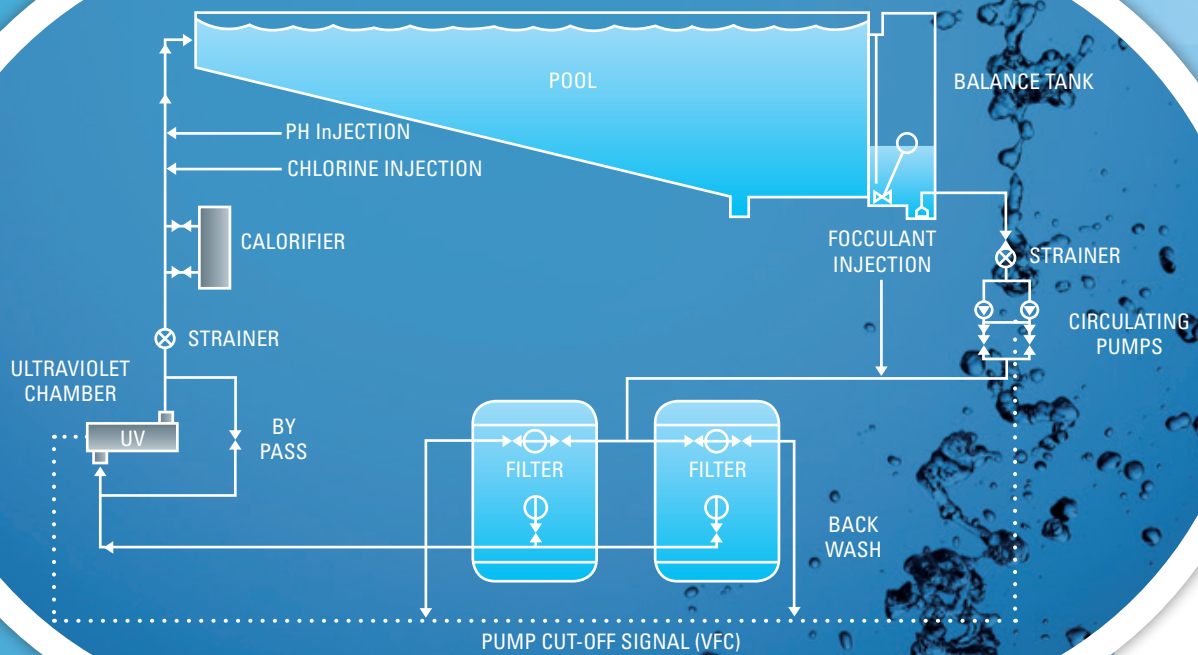 POOL
BALANCE TANK
PH InJECTION
CHLORINE INJECTION
CALORIFIER
FOCCULANT
INJECTION
STRAINER
STRAINER
CIRCULATING
PUMPS
ULTRAVIOLET
CHAMBER
UV
BY
PASS
FILTER
FILTER
BACK
WASH
PUMP CUT-OFF SIGNAL (VFC)